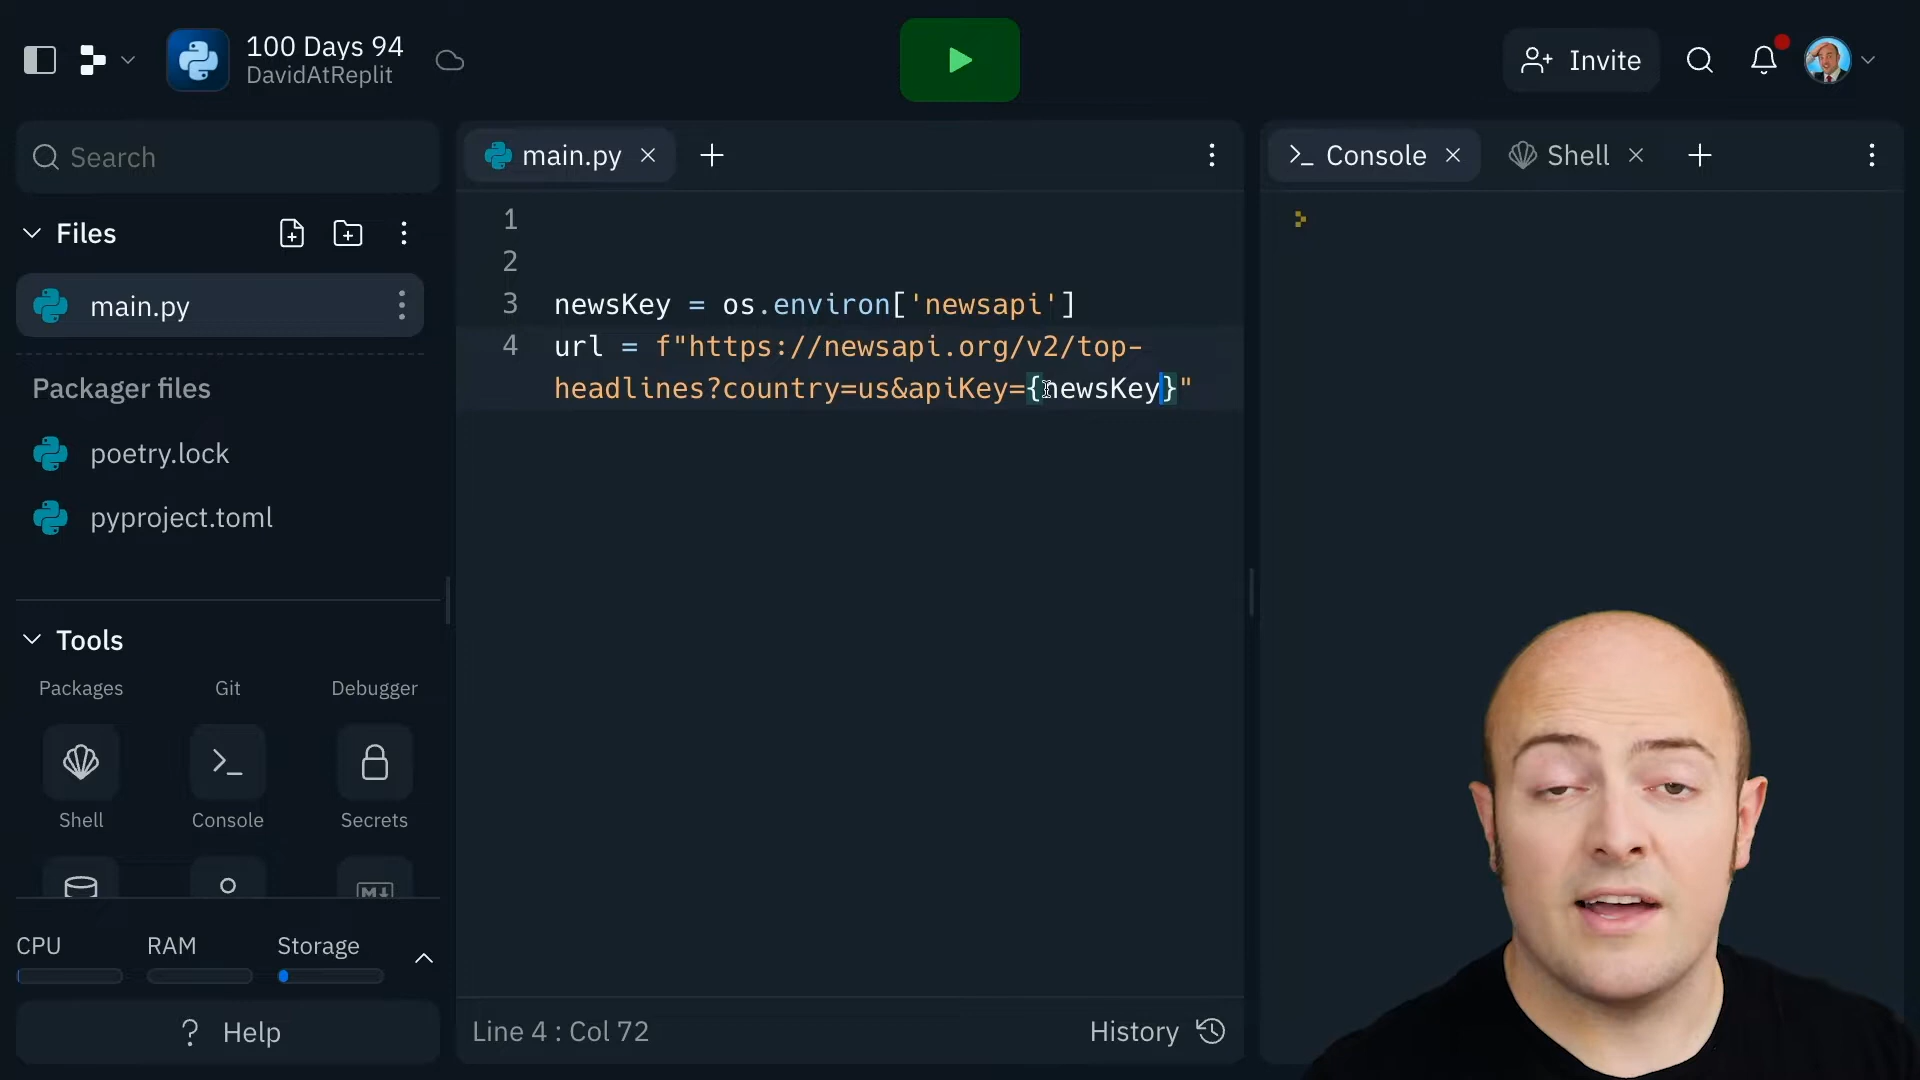 100 Days 94
DavidAtReplit
Invite
Search
Files
main.py
Packager files
poetry.lock
pyproject.toml
Tools
Packages
Git
Debugger
Shell
Console
Secrets
CPU
RAM
Storage
? Help
main.py
1
2
3 newsKey = os.environ['newsapi']
4 url = f"https://newsapi.org/v2/top-
headlines?country=us&apiKey={newsKey}"
Line 4 : Col 72
History
Console
Shell